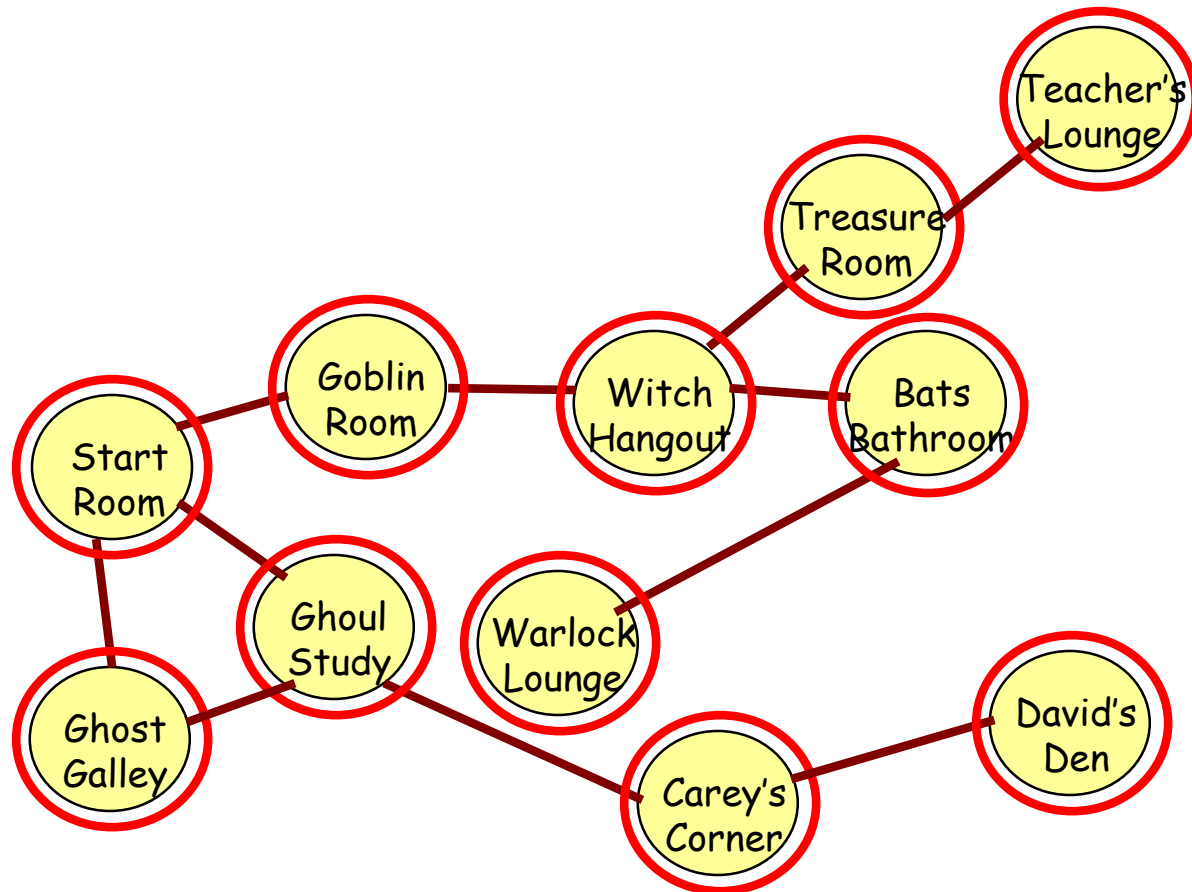 Teacher's
Lounge
Treasure
Room
Goblin
Room
Witch
Hangout
Bats
Bathroom
Start
Room
Ghoul
Study
Warlock
Lounge
Ghost
Galley
David's
Den
Carey's
Corner